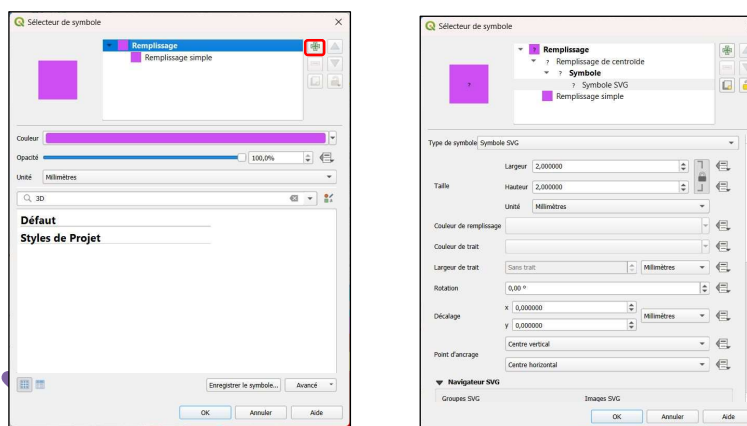 Sélecteur de symbole
Remplissage
Remplissage simple
Couleur
Opacité 100,0%
Unité Millimètres
3D
Défaut
Styles de Projet
Enregistrer le symbole... Avancé
OK Annuler Aide
Sélecteur de symbole
? Remplissage
? Remplissage de centroïde
? Symbole
? Symbole SVG
Remplissage simple
?
Type de symbole Symbole SVG
Largeur 2,000000
Taille Hauteur 2,000000
Unité Millimètres
Couleur de remplissage
Couleur de trait
Largeur de trait Sans trait Millimètres
Rotation 0,00 °
x 0,000000
Décalage Millimètres
y 0,000000
Centre vertical
Point d'ancrage
Centre horizontal
Navigateur SVG
Groupes SVG Images SVG
OK Annuler Aide